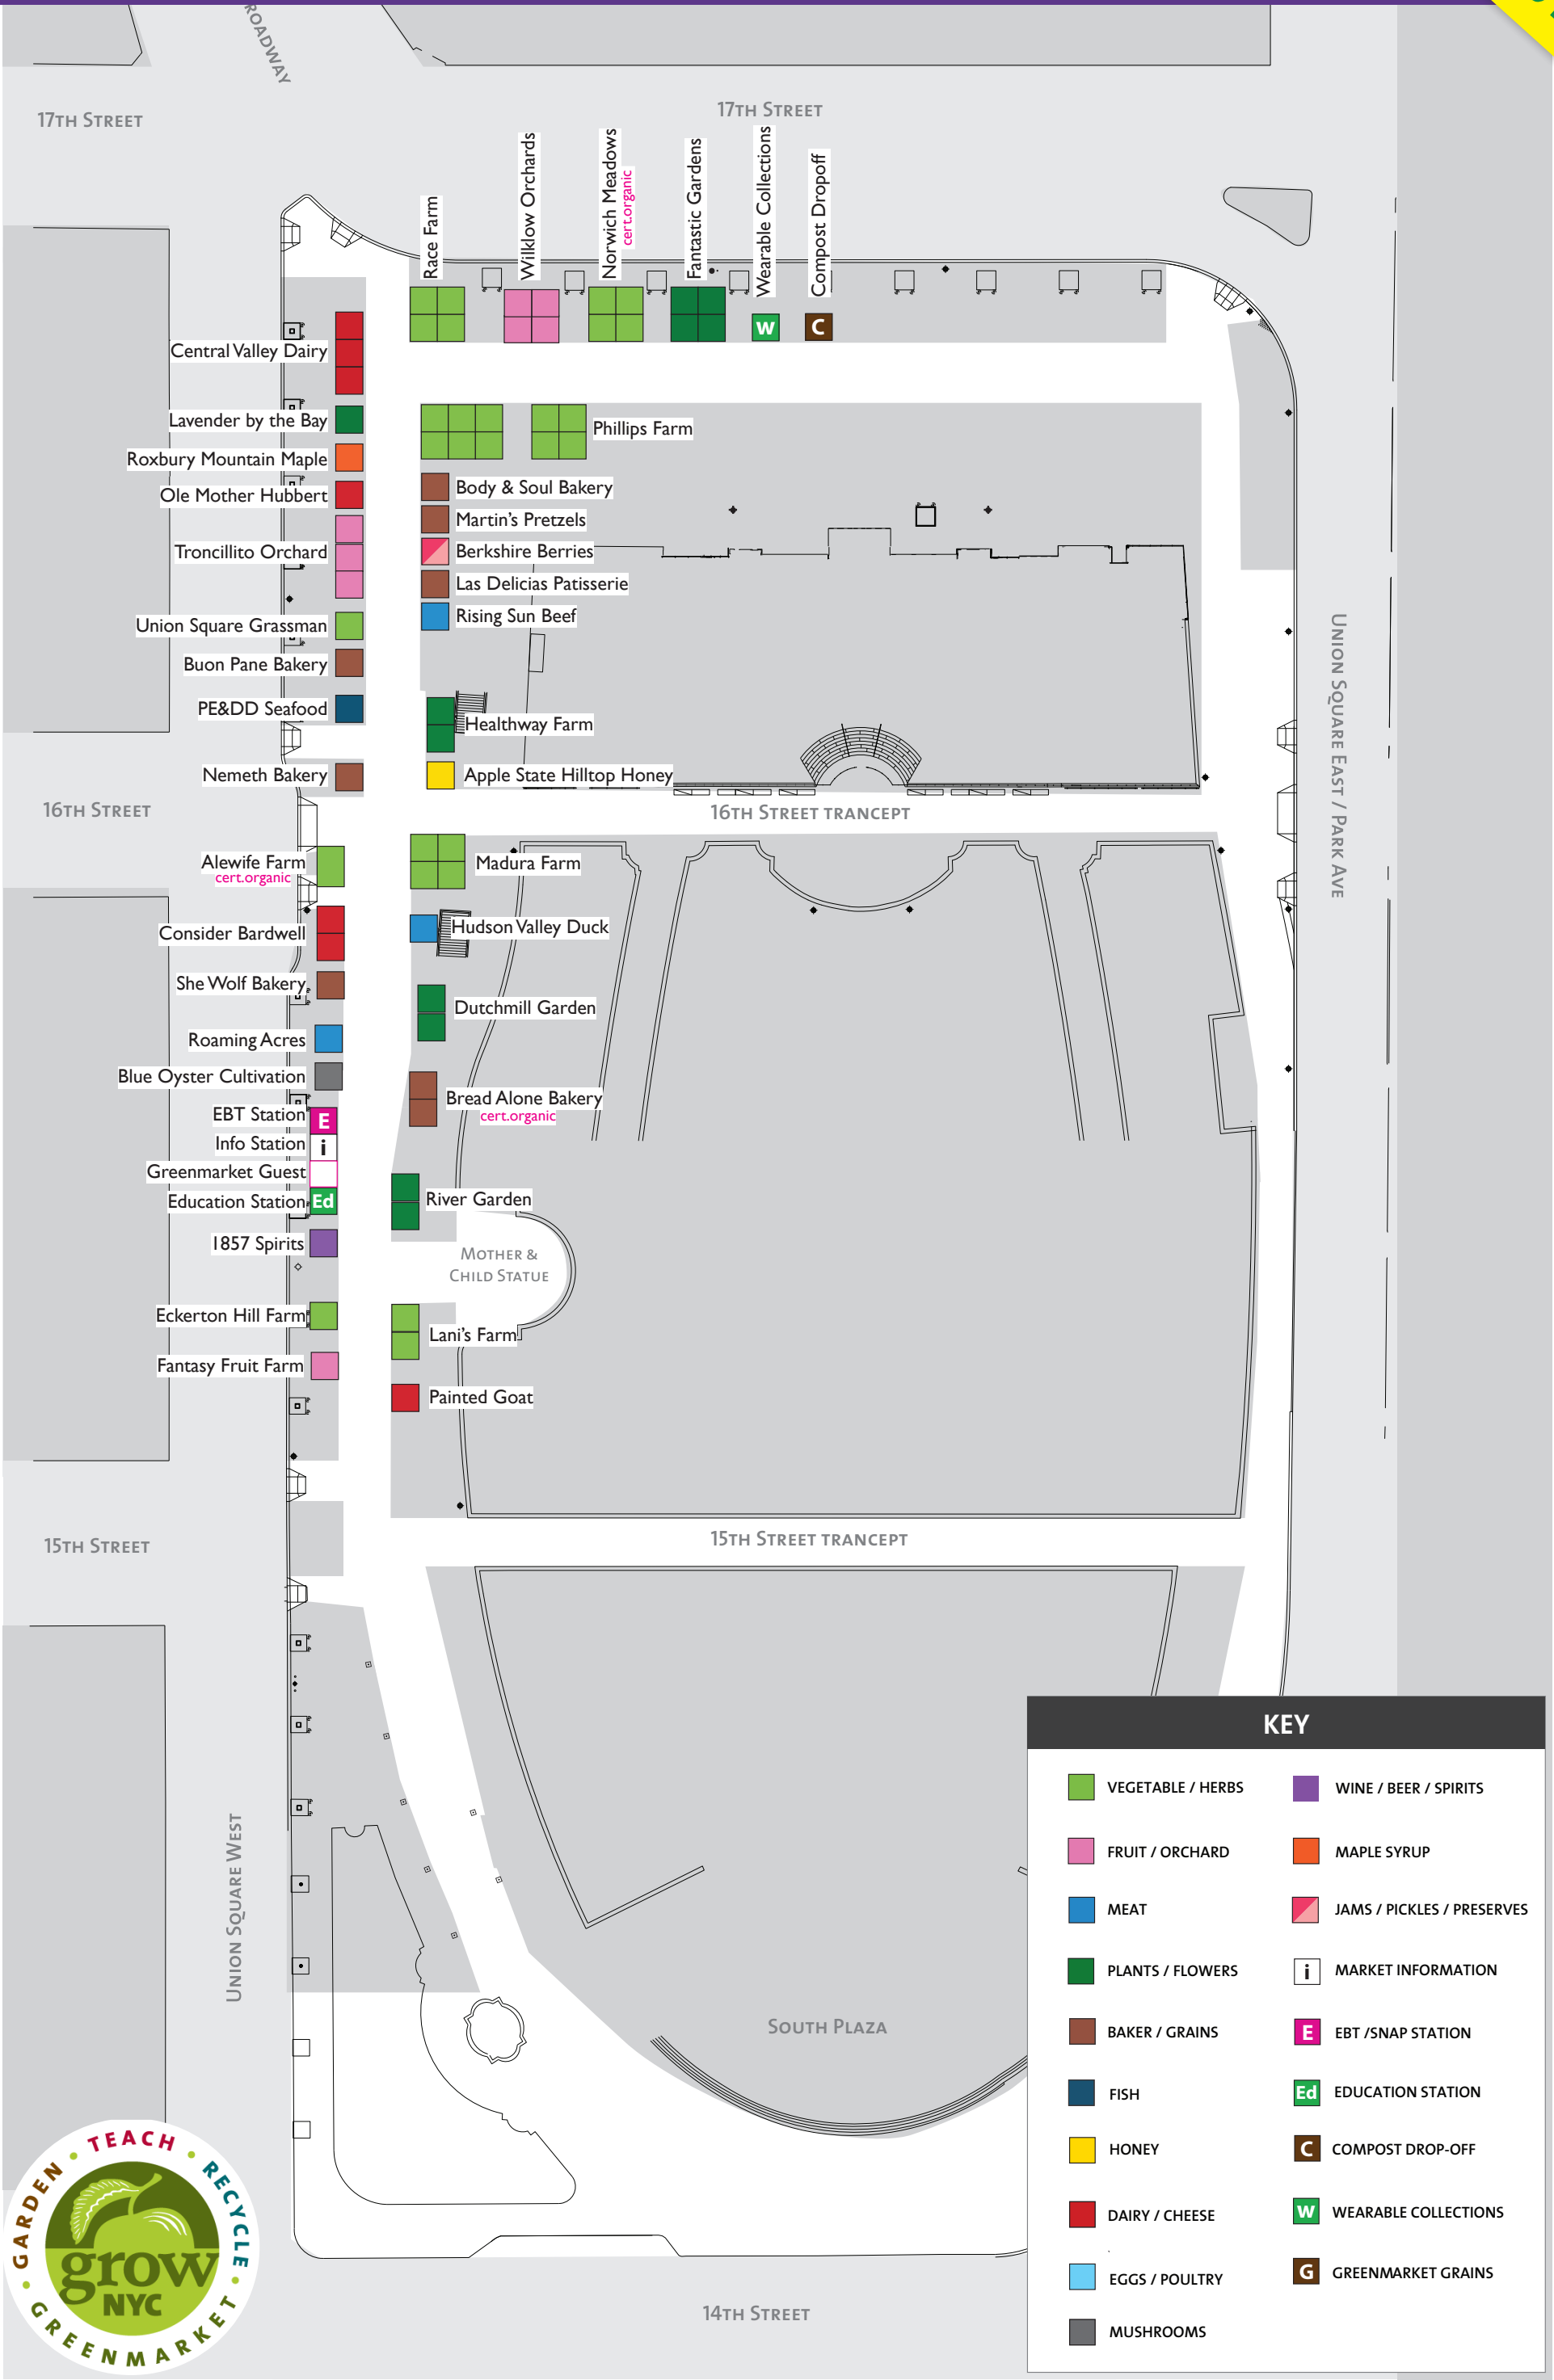 ROADWAY
17TH STREET
17TH STREET
Race Farm
Wilklow Orchards
Norwich Meadows
cert.organic
Fantastic Gardens
Wearable Collections
Compost Dropoff
W
C
Central Valley Dairy
Lavender by the Bay
Roxbury Mountain Maple
Ole Mother Hubbert
Troncillito Orchard
Union Square Grassman
Buon Pane Bakery
PE&DD Seafood
Nemeth Bakery
Phillips Farm
Body & Soul Bakery
Martin's Pretzels
Berkshire Berries
Las Delicias Patisserie
Rising Sun Beef
Healthway Farm
Apple State Hilltop Honey
16TH STREET
16TH STREET TRANCEPT
UNION SQUARE EAST / PARK AVE
Alewife Farm
cert.organic
Consider Bardwell
She Wolf Bakery
Roaming Acres
Blue Oyster Cultivation
EBT Station
E
Info Station
i
Greenmarket Guest
Education Station
Ed
1857 Spirits
Eckerton Hill Farm
Fantasy Fruit Farm
Madura Farm
Hudson Valley Duck
Dutchmill Garden
Bread Alone Bakery
cert.organic
River Garden
MOTHER &
CHILD STATUE
Lani's Farm
Painted Goat
15TH STREET
15TH STREET TRANCEPT
UNION SQUARE WEST
SOUTH PLAZA
14TH STREET
KEY
VEGETABLE / HERBS
FRUIT / ORCHARD
MEAT
PLANTS / FLOWERS
BAKER / GRAINS
FISH
HONEY
DAIRY / CHEESE
EGGS / POULTRY
MUSHROOMS
WINE / BEER / SPIRITS
MAPLE SYRUP
JAMS / PICKLES / PRESERVES
i MARKET INFORMATION
E EBT /SNAP STATION
Ed EDUCATION STATION
C COMPOST DROP-OFF
W WEARABLE COLLECTIONS
G GREENMARKET GRAINS
GARDEN • TEACH • RECYCLE • GREENMARKET •
grow
NYC